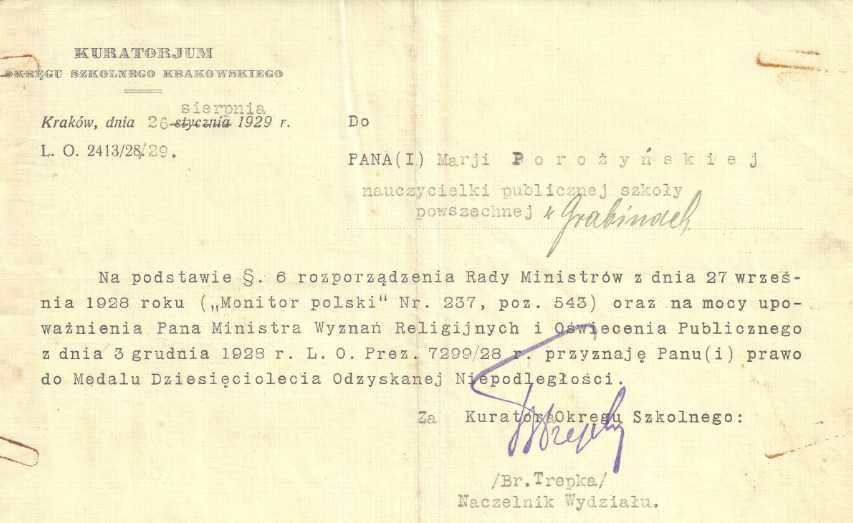 KURATORJUM
OKRĘGU SZKOLNEGO KRAKOWSKIEGO
sierpnia
Kraków, dnia 26 stycznia 1929 r.
L. O. 2413/28/29.
Do
PANA(I) Marji Porożyńskiej
nauczycielki publicznej szkoły
powszechnej w Grabinach
Na podstawie §. 6 rozporządzenia Rady Ministrów z dnia 27 wrześ-
nia 1928 roku („Monitor polski" Nr. 237, poz. 543) oraz na mocy upo-
ważnienia Pana Ministra Wyznań Religijnych i Oświecenia Publicznego
z dnia 3 grudnia 1928 r. L. O. Prez. 7299/28 r. przyznaję Panu(i) prawo
do Medalu Dziesięciolecia Odzyskanej Niepodległości.
Za Kuratora Okręgu Szkolnego:
BTrepka
/Br.Trepka/
Naczelnik Wydziału.